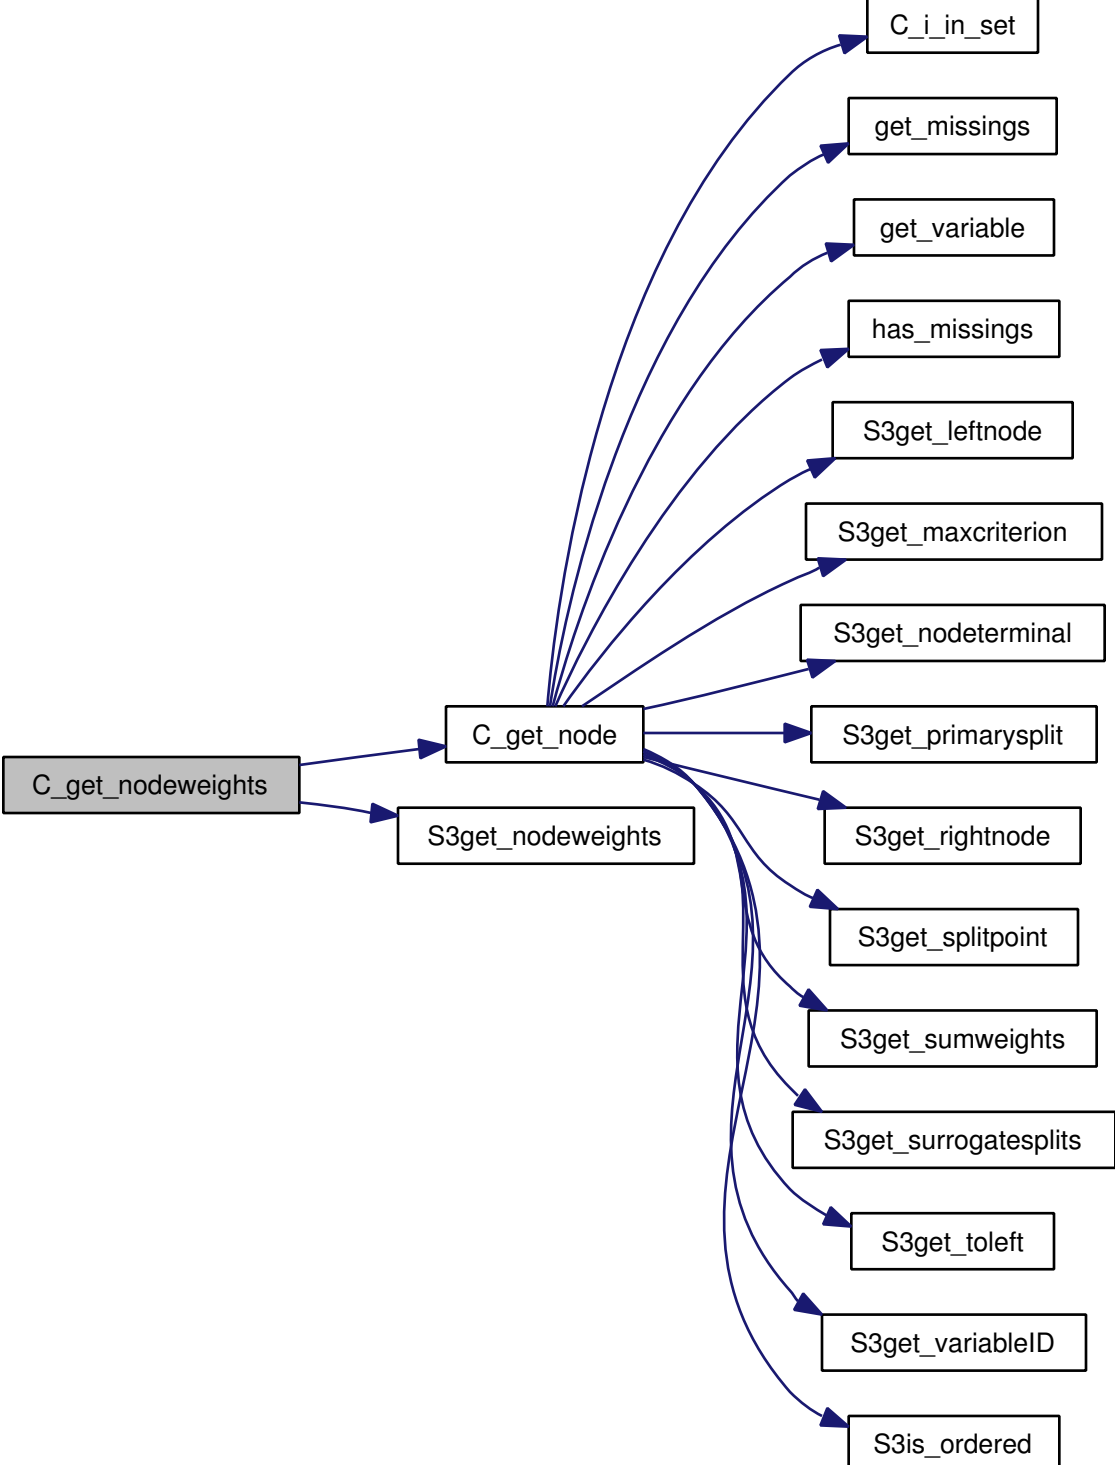 C_i_in_set
get_missings
get_variable
has_missings
S3get_leftnode
S3get_maxcriterion
S3get_nodeterminal
C_get_node
S3get_primarysplit
C_get_nodeweights
S3get_nodeweights
S3get_rightnode
S3get_splitpoint
S3get_sumweights
S3get_surrogatesplits
S3get_toleft
S3get_variableID
S3is_ordered